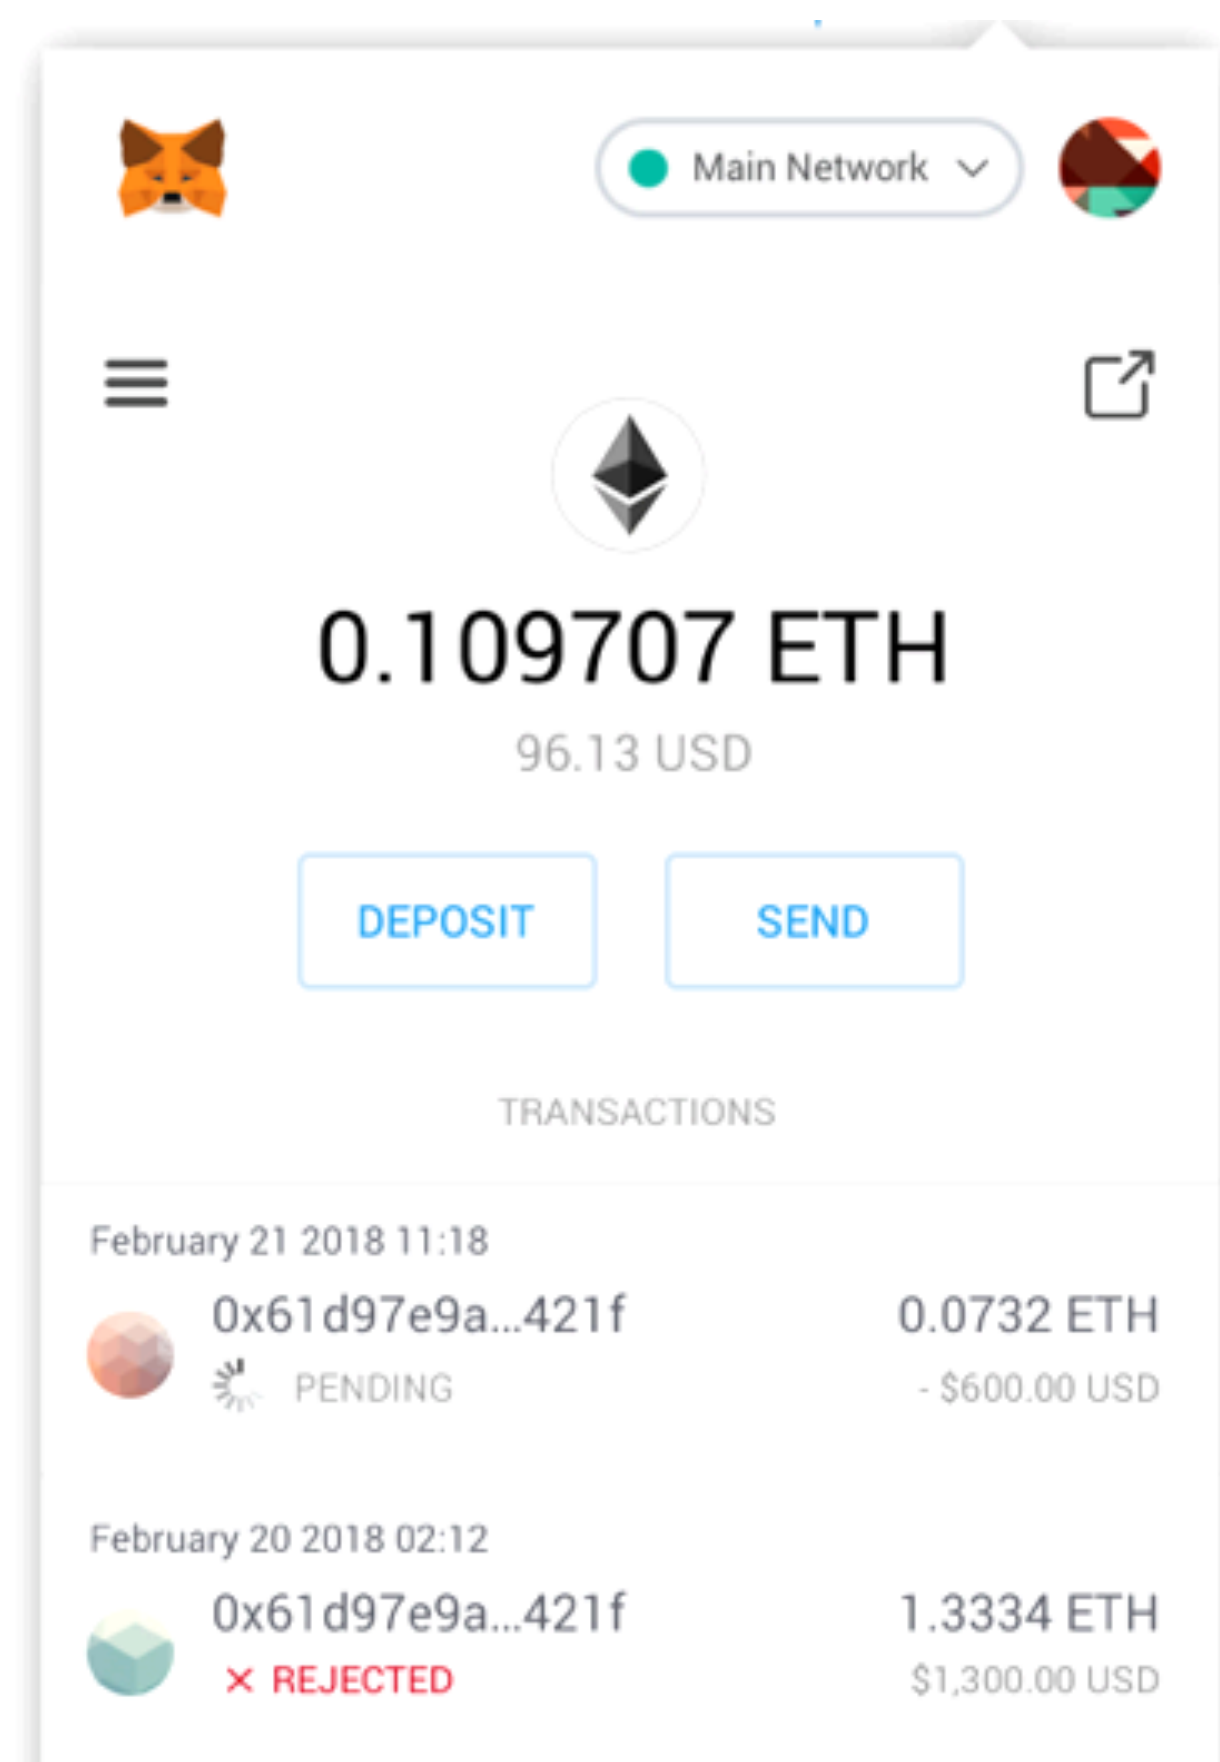 Main Network
0.109707 ETH
96.13 USD
DEPOSIT
SEND
TRANSACTIONS
February 21 2018 11:18
0x61d97e9a...421f
0.0732 ETH
PENDING
- $600.00 USD
February 20 2018 02:12
0x61d97e9a...421f
1.3334 ETH
REJECTED
$1,300.00 USD